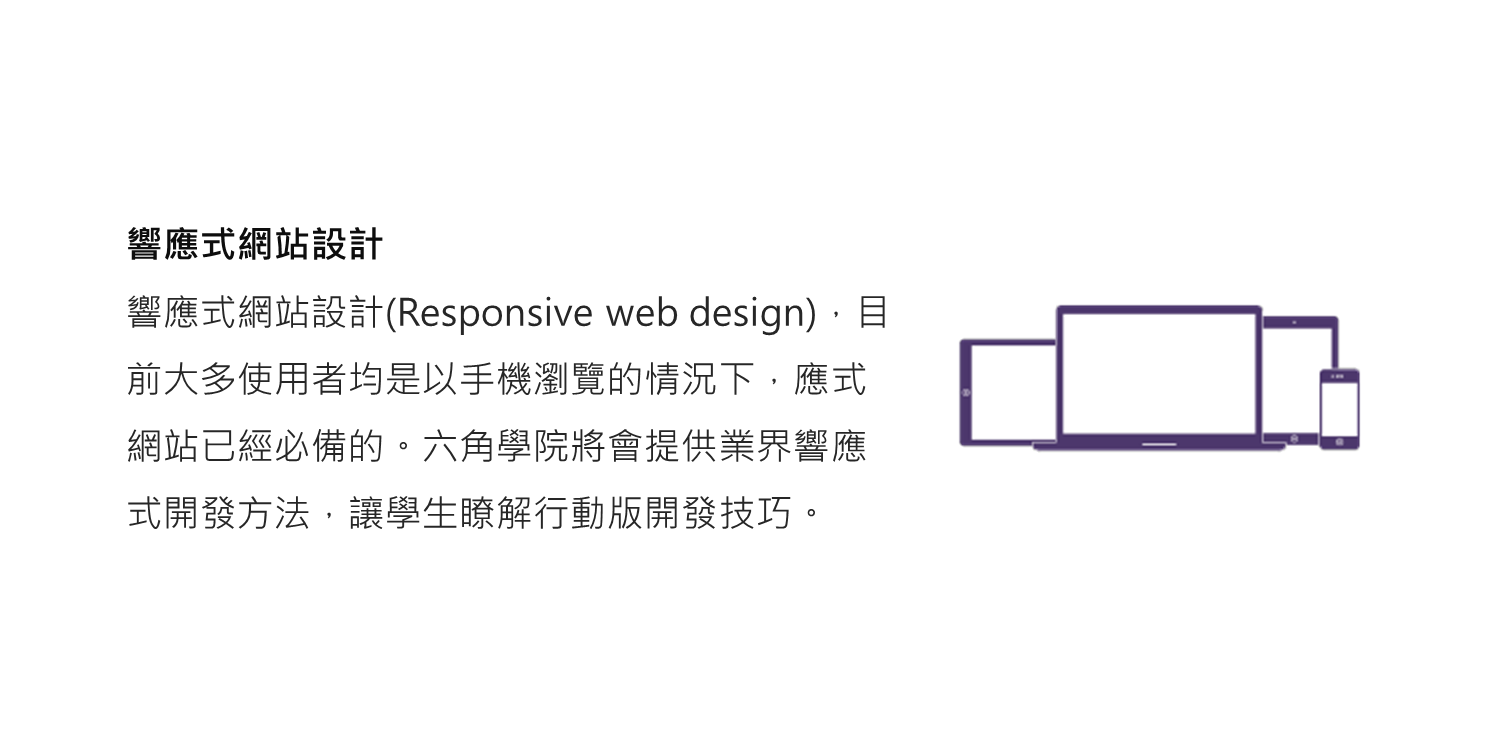 響應式網站設計
響應式網站設計(Responsive web design)，目
前大多使用者均是以手機瀏覽的情況下，應式
網站已經必備的。六角學院將會提供業界響應
式開發方法，讓學生瞭解行動版開發技巧。